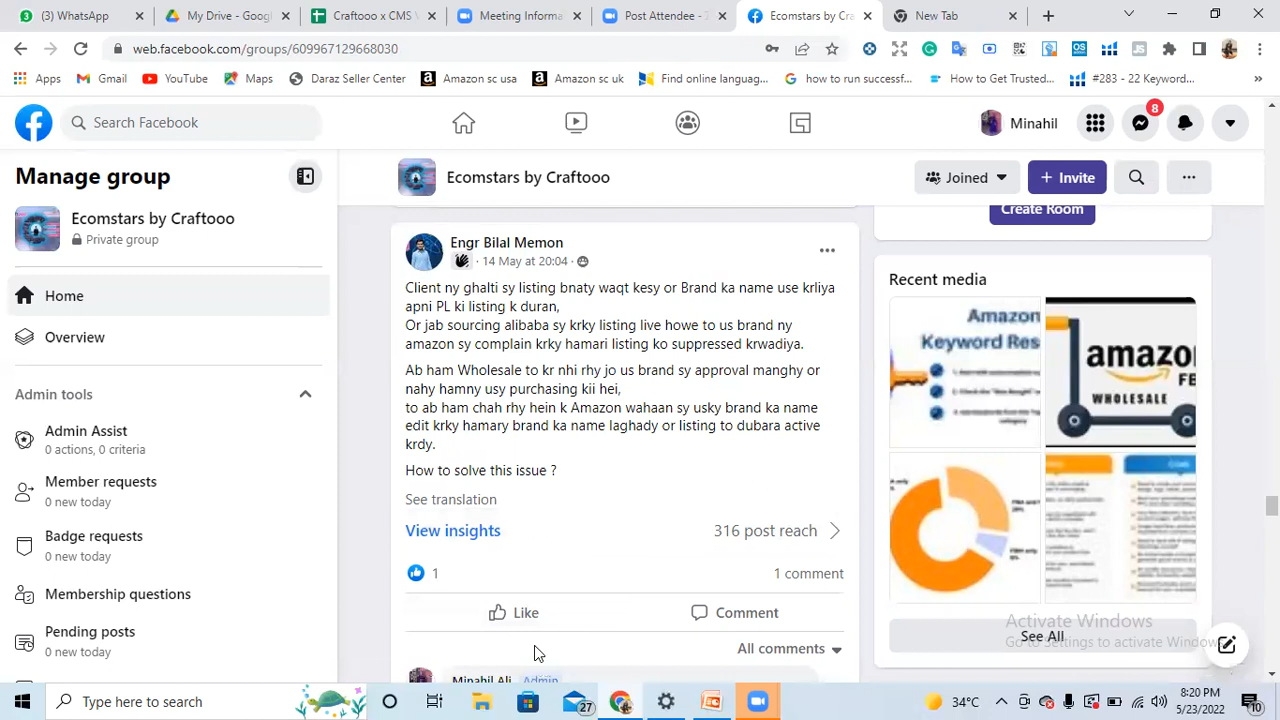 3
WhatsApp
My Drive - Googl
Craftoo x CMS
Meeting Informa
Post Attendee - Z
Ecomstars by Cra
New Tab
web.facebook.com/groups/609967129668030
Apps
Gmail
YouTube
Maps
Daraz Seller Center
Amazon sc usa
Amazon sc uk
Find online languag...
how to run successf...
How to Get Trusted...
#283 - 22 Keyword...
»
Search Facebook
Minahil
8
Manage group
Ecomstars by Craftooo
Private group
Home
Overview
Admin tools
Admin Assist
0 actions, 0 criteria
Member requests
0 new today
Badge requests
0 new today
Membership questions
Pending posts
0 new today
Ecomstars by Craftooo
Joined
+ Invite
Create Room
Engr Bilal Memon
· 14 May at 20:04 ·
Client ny ghalti sy listing bnaty waqt kesy or Brand ka name use krliya
apni PL ki listing k duran,
Or jab sourcing alibaba sy krky listing live howe to us brand ny
amazon sy complain krky hamari listing ko suppressed krwadiya.
Ab ham Wholesale to kr nhi rhy jo us brand sy approval manghy or
nahy hamny usy purchasing kii hei,
to ab ham chah rhy hein k Amazon wahaan sy usky brand ka name
edit krky hamary brand ka name laghady or listing to dubara active
krdy.
How to solve this issue ?
See translation
View insights
316 post reach
1 comment
Like
Comment
All comments
Minahil Ali Admin
Recent media
Amazon
Keyword Res
amazon
FB
WHOLESALE
See All
Activate Windows
Go to Settings to activate Windows.
Type here to search
27
34°C
8:20 PM
5/23/2022
10